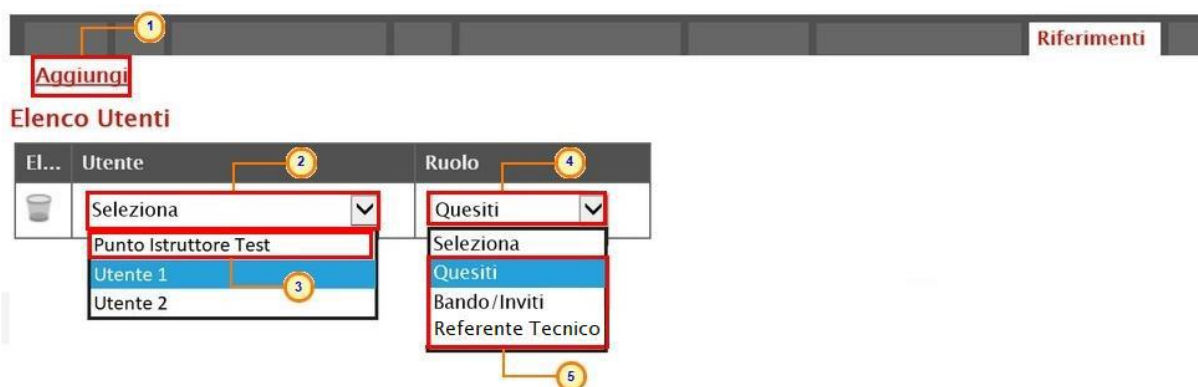 1
Riferimenti
Aggiungi
Elenco Utenti
El... Utente 2 Ruolo 4
Seleziona Quesiti
Punto Istruttore Test Seleziona
Utente 1 3 Quesiti
Utente 2 Bando/Inviti
Referente Tecnico
5